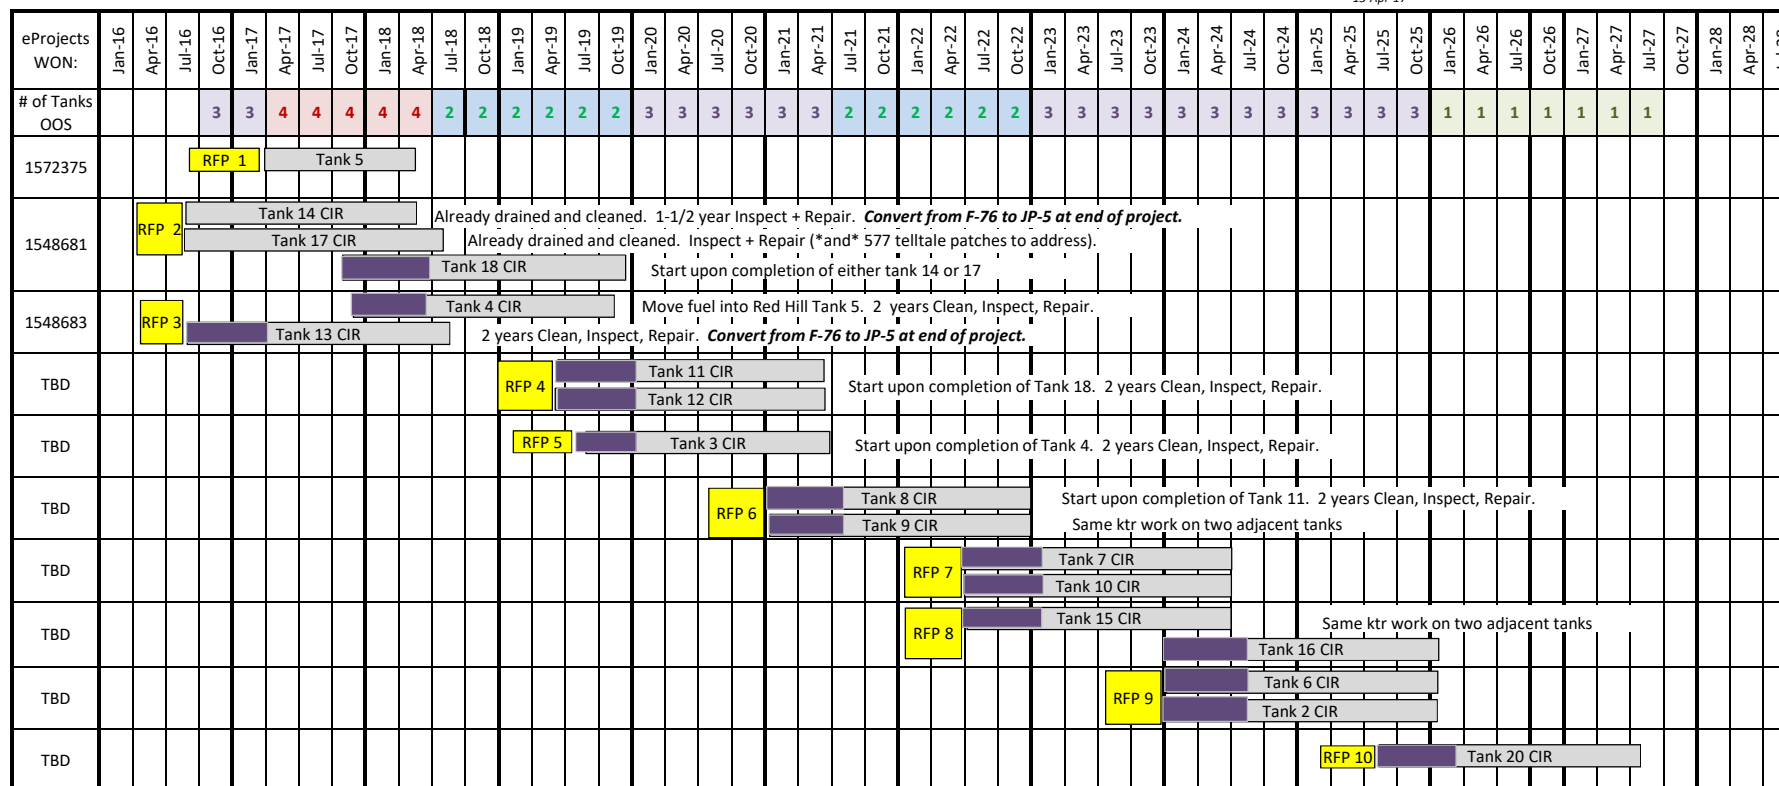 13-Apr-17
eProjects WON: Jan-16 Apr-16 Jul-16 Oct-16 Jan-17 Apr-17 Jul-17 Oct-17 Jan-18 Apr-18 Jul-18 Oct-18 Jan-19 Apr-19 Jul-19 Oct-19 Jan-20 Apr-20 Jul-20 Oct-20 Jan-21 Apr-21 Jul-21 Oct-21 Jan-22 Apr-22 Jul-22 Oct-22 Jan-23 Apr-23 Jul-23 Oct-23 Jan-24 Apr-24 Jul-24 Oct-24 Jan-25 Apr-25 Jul-25 Oct-25 Jan-26 Apr-26 Jul-26 Oct-26 Jan-27 Apr-27 Jul-27 Oct-27 Jan-28 Apr-28
# of Tanks OOS 3 3 4 4 4 4 4 2 2 2 2 2 2 3 3 3 3 3 3 2 2 2 2 2 2 3 3 3 3 3 3 3 3 3 3 3 3 1 1 1 1 1 1 1
1572375 RFP 1 Tank 5
1548681 RFP 2 Tank 14 CIR Already drained and cleaned. 1-1/2 year Inspect + Repair. Convert from F-76 to JP-5 at end of project.
Tank 17 CIR Already drained and cleaned. Inspect + Repair (*and* 577 telltale patches to address).
Tank 18 CIR Start upon completion of either tank 14 or 17
1548683 RFP 3 Tank 4 CIR Move fuel into Red Hill Tank 5. 2 years Clean, Inspect, Repair.
Tank 13 CIR 2 years Clean, Inspect, Repair. Convert from F-76 to JP-5 at end of project.
TBD RFP 4 Tank 11 CIR Start upon completion of Tank 18. 2 years Clean, Inspect, Repair.
Tank 12 CIR
TBD RFP 5 Tank 3 CIR Start upon completion of Tank 4. 2 years Clean, Inspect, Repair.
TBD RFP 6 Tank 8 CIR Start upon completion of Tank 11. 2 years Clean, Inspect, Repair.
Tank 9 CIR Same ktr work on two adjacent tanks
TBD RFP 7 Tank 7 CIR
Tank 10 CIR
TBD RFP 8 Tank 15 CIR Same ktr work on two adjacent tanks
Tank 16 CIR
TBD RFP 9 Tank 6 CIR
Tank 2 CIR
TBD RFP 10 Tank 20 CIR